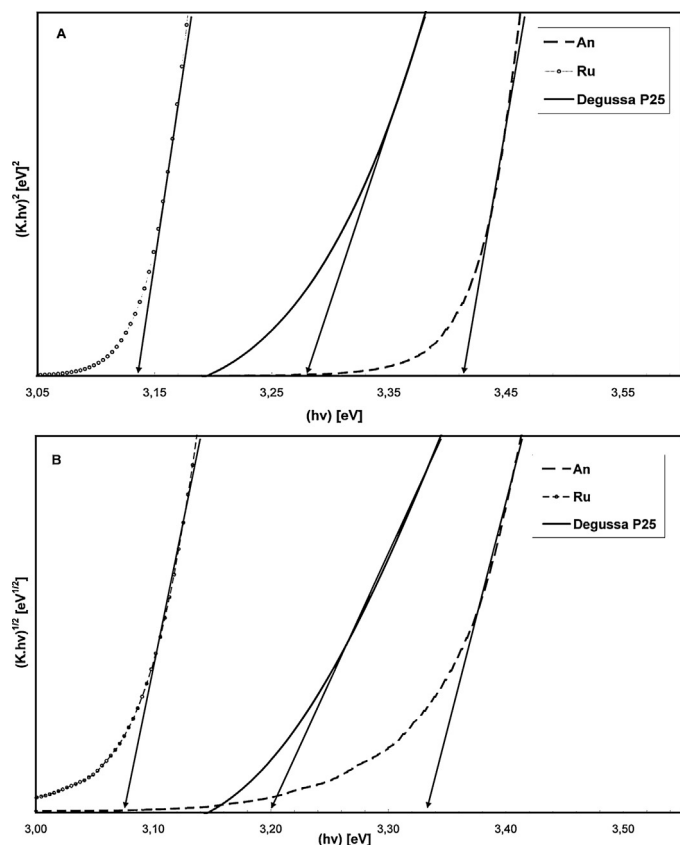 A
An
Ru
Degussa P25
(K.hv)2 [eV]2
3,05 3,15 3,25 3,35 3,45 3,55
(hv) [eV]
B
An
Ru
Degussa P25
(K.hv)1/2 [eV1/2]
3,00 3,10 3,20 3,30 3,40 3,50
(hv) [eV]